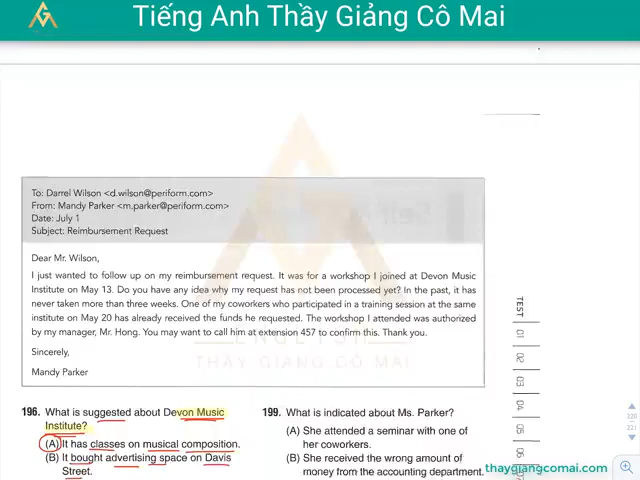 Tiếng Anh Thầy Giảng Cô Mai
To: Darrel Wilson <d.wilson@periform.com>
From: Mandy Parker <m.parker@periform.com>
Date: July 1
Subject: Reimbursement Request
Dear Mr. Wilson,
I just wanted to follow up on my reimbursement request. It was for a workshop I joined at Devon Music
Institute on May 13. Do you have any idea why my request has not been processed yet? In the past, it has
never taken more than three weeks. One of my coworkers who participated in a training session at the same
institute on May 20 has already received the funds he requested. The workshop I attended was authorized
by my manager, Mr. Hong. You may want to call him at extension 457 to confirm this. Thank you.
Sincerely,
Mandy Parker
ENGLISH
THẦY GIẢNG CÔ MAI
196. What is suggested about Devon Music
Institute?
(A) It has classes on musical composition.
(B) It bought advertising space on Davis
Street.
199. What is indicated about Ms. Parker?
(A) She attended a seminar with one of
her coworkers.
(B) She received the wrong amount of
money from the accounting department.
TEST
01
02
03
04
05
06
07
220
221
thaygiangcomai.com